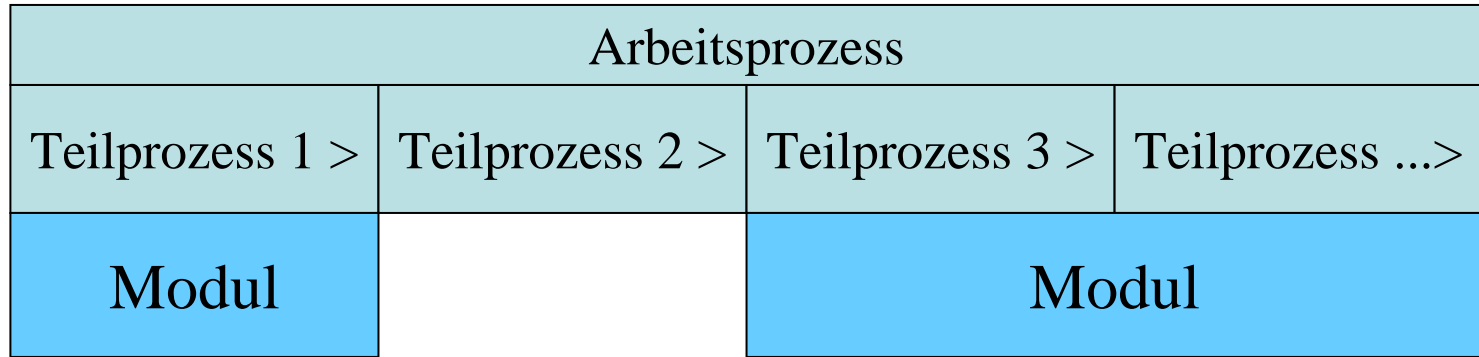 Arbeitsprozess
Teilprozess 1 > Teilprozess 2 > Teilprozess 3 > Teilprozess ...>
Modul Modul